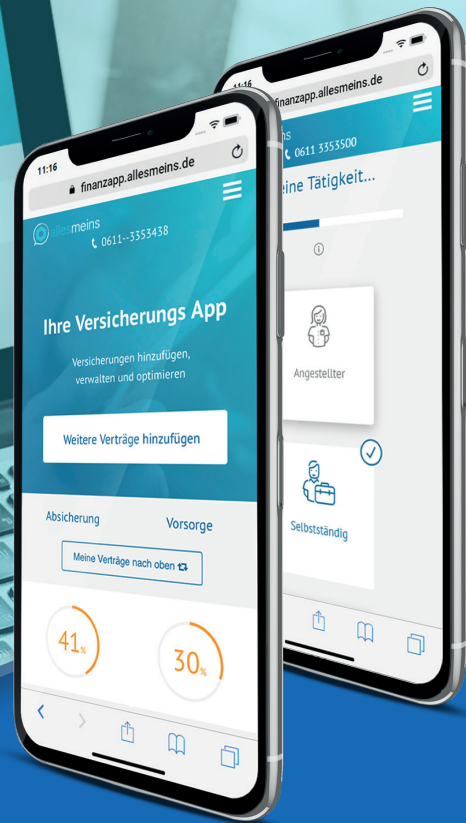 11:16
finanzapp.allesmeins.de
allesmeins
0611--3353438
Ihre Versicherungs App
Versicherungen hinzufügen,
verwalten und optimieren
Weitere Verträge hinzufügen
Absicherung
Vorsorge
Meine Verträge nach oben
41%
30%
11:16
finanzapp.allesmeins.de
ns
0611 3353500
eine Tätigkeit...
Angestellter
Selbstständig